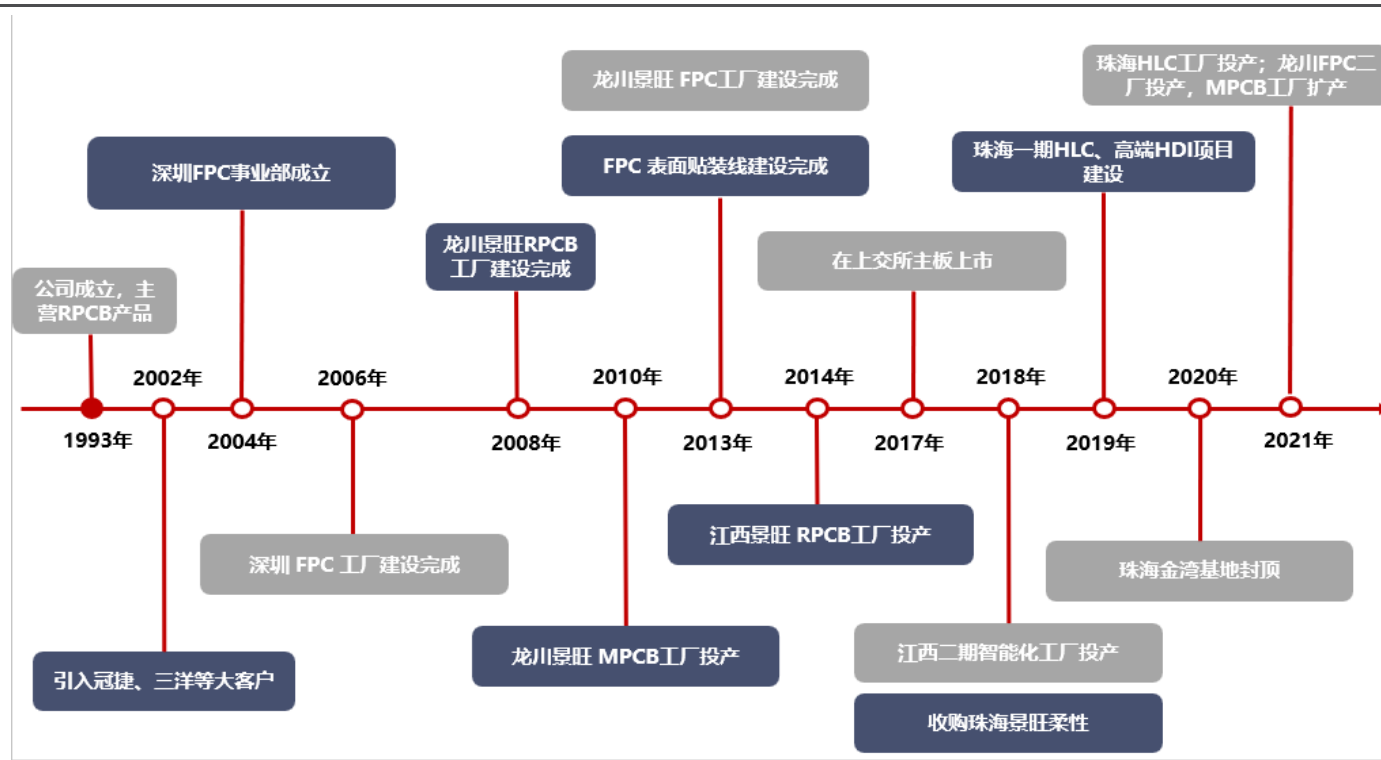 龙川景旺 FPC工厂建设完成
珠海HLC工厂投产；龙川FPC二
厂投产，MPCB工厂扩产
深圳FPC事业部成立
FPC 表面贴装线建设完成
珠海一期HLC、高端HDI项目
建设
龙川景旺RPCB
工厂建设完成
在上交所主板上市
公司成立，主
营RPCB产品
2002年
2006年
2010年
2014年
2018年
2020年
1993年
2004年
2008年
2013年
2017年
2019年
2021年
江西景旺 RPCB工厂投产
深圳 FPC 工厂建设完成
珠海金湾基地封顶
龙川景旺 MPCB工厂投产
江西二期智能化工厂投产
引入冠捷、三洋等大客户
收购珠海景旺柔性